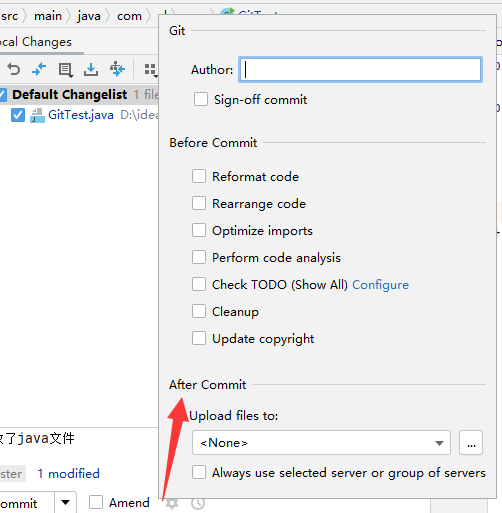 src main java com GitTest
Local Changes
Default Changelist 1 file
GitTest.java D:\idea
Git
Author:
Sign-off commit
Before Commit
Reformat code
Rearrange code
Optimize imports
Perform code analysis
Check TODO (Show All) Configure
Cleanup
Update copyright
After Commit
Upload files to:
<None> ...
Always use selected server or group of servers
了java文件
ster 1 modified
ommit Amend